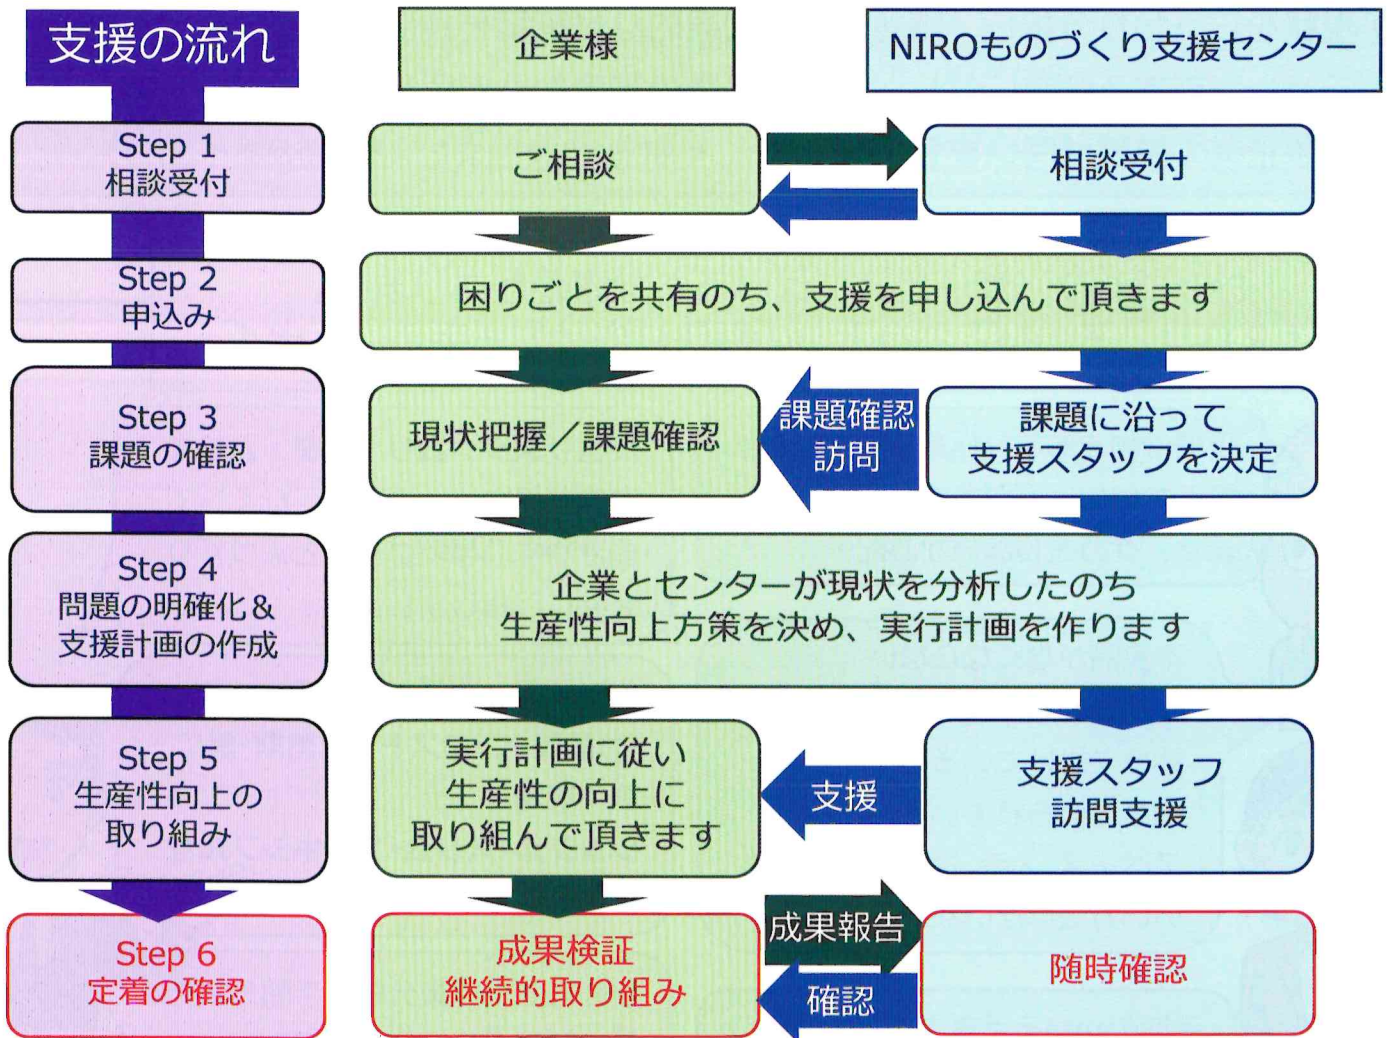 支援の流れ
企業様
NIROものづくり支援センター
Step 1
相談受付
ご相談
相談受付
Step 2
申込み
困りごとを共有のち、支援を申し込んで頂きます
Step 3
課題の確認
現状把握／課題確認
課題確認
訪問
課題に沿って
支援スタッフを決定
Step 4
問題の明確化＆
支援計画の作成
企業とセンターが現状を分析したのち
生産性向上方策を決め、実行計画を作ります
Step 5
生産性向上の
取り組み
実行計画に従い
生産性の向上に
取り組んで頂きます
支援
支援スタッフ
訪問支援
Step 6
定着の確認
成果検証
継続的取り組み
成果報告
確認
随時確認